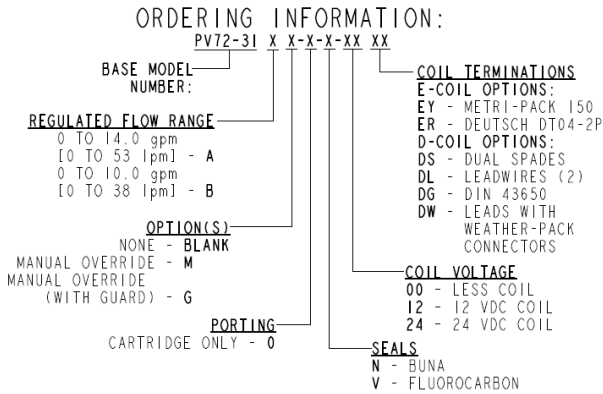 ORDERING INFORMATION:
PV72-31 X X-X-X-XX XX
BASE MODEL
NUMBER:
REGULATED FLOW RANGE
0 TO 14.0 gpm
[0 TO 53 lpm] - A
0 TO 10.0 gpm
[0 TO 38 lpm] - B
OPTION(S)
NONE - BLANK
MANUAL OVERRIDE - M
MANUAL OVERRIDE
(WITH GUARD) - G
PORTING
CARTRIDGE ONLY - 0
COIL TERMINATIONS
E-COIL OPTIONS:
EY - METRI-PACK 150
ER - DEUTSCH DT04-2P
D-COIL OPTIONS:
DS - DUAL SPADES
DL - LEADWIRES (2)
DG - DIN 43650
DW - LEADS WITH
WEATHER-PACK
CONNECTORS
COIL VOLTAGE
00 - LESS COIL
12 - 12 VDC COIL
24 - 24 VDC COIL
SEALS
N - BUNA
V - FLUOROCARBON